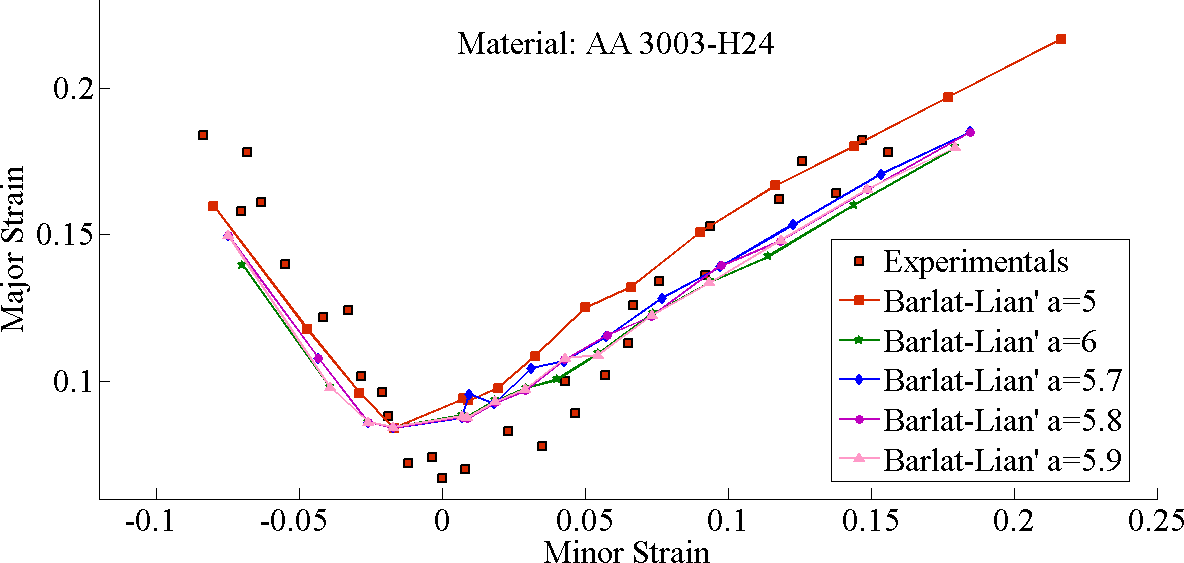 Material: AA 3003-H24
Major Strain
0.2
0.15
0.1
Experimentals
Barlat-Lian' a=5
Barlat-Lian' a=6
Barlat-Lian' a=5.7
Barlat-Lian' a=5.8
Barlat-Lian' a=5.9
-0.1 -0.05 0 0.05 0.1 0.15 0.2 0.25
Minor Strain